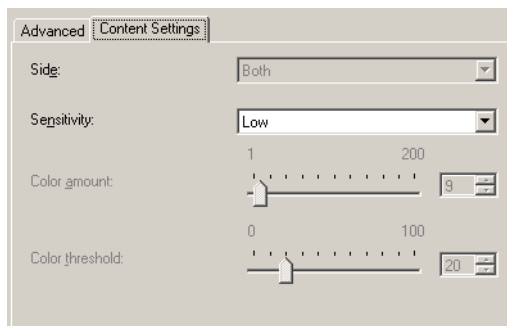 Advanced
Content Settings
Side:
Both
Sensitivity:
Low
1
200
Color amount:
9
0
100
Color threshold:
20